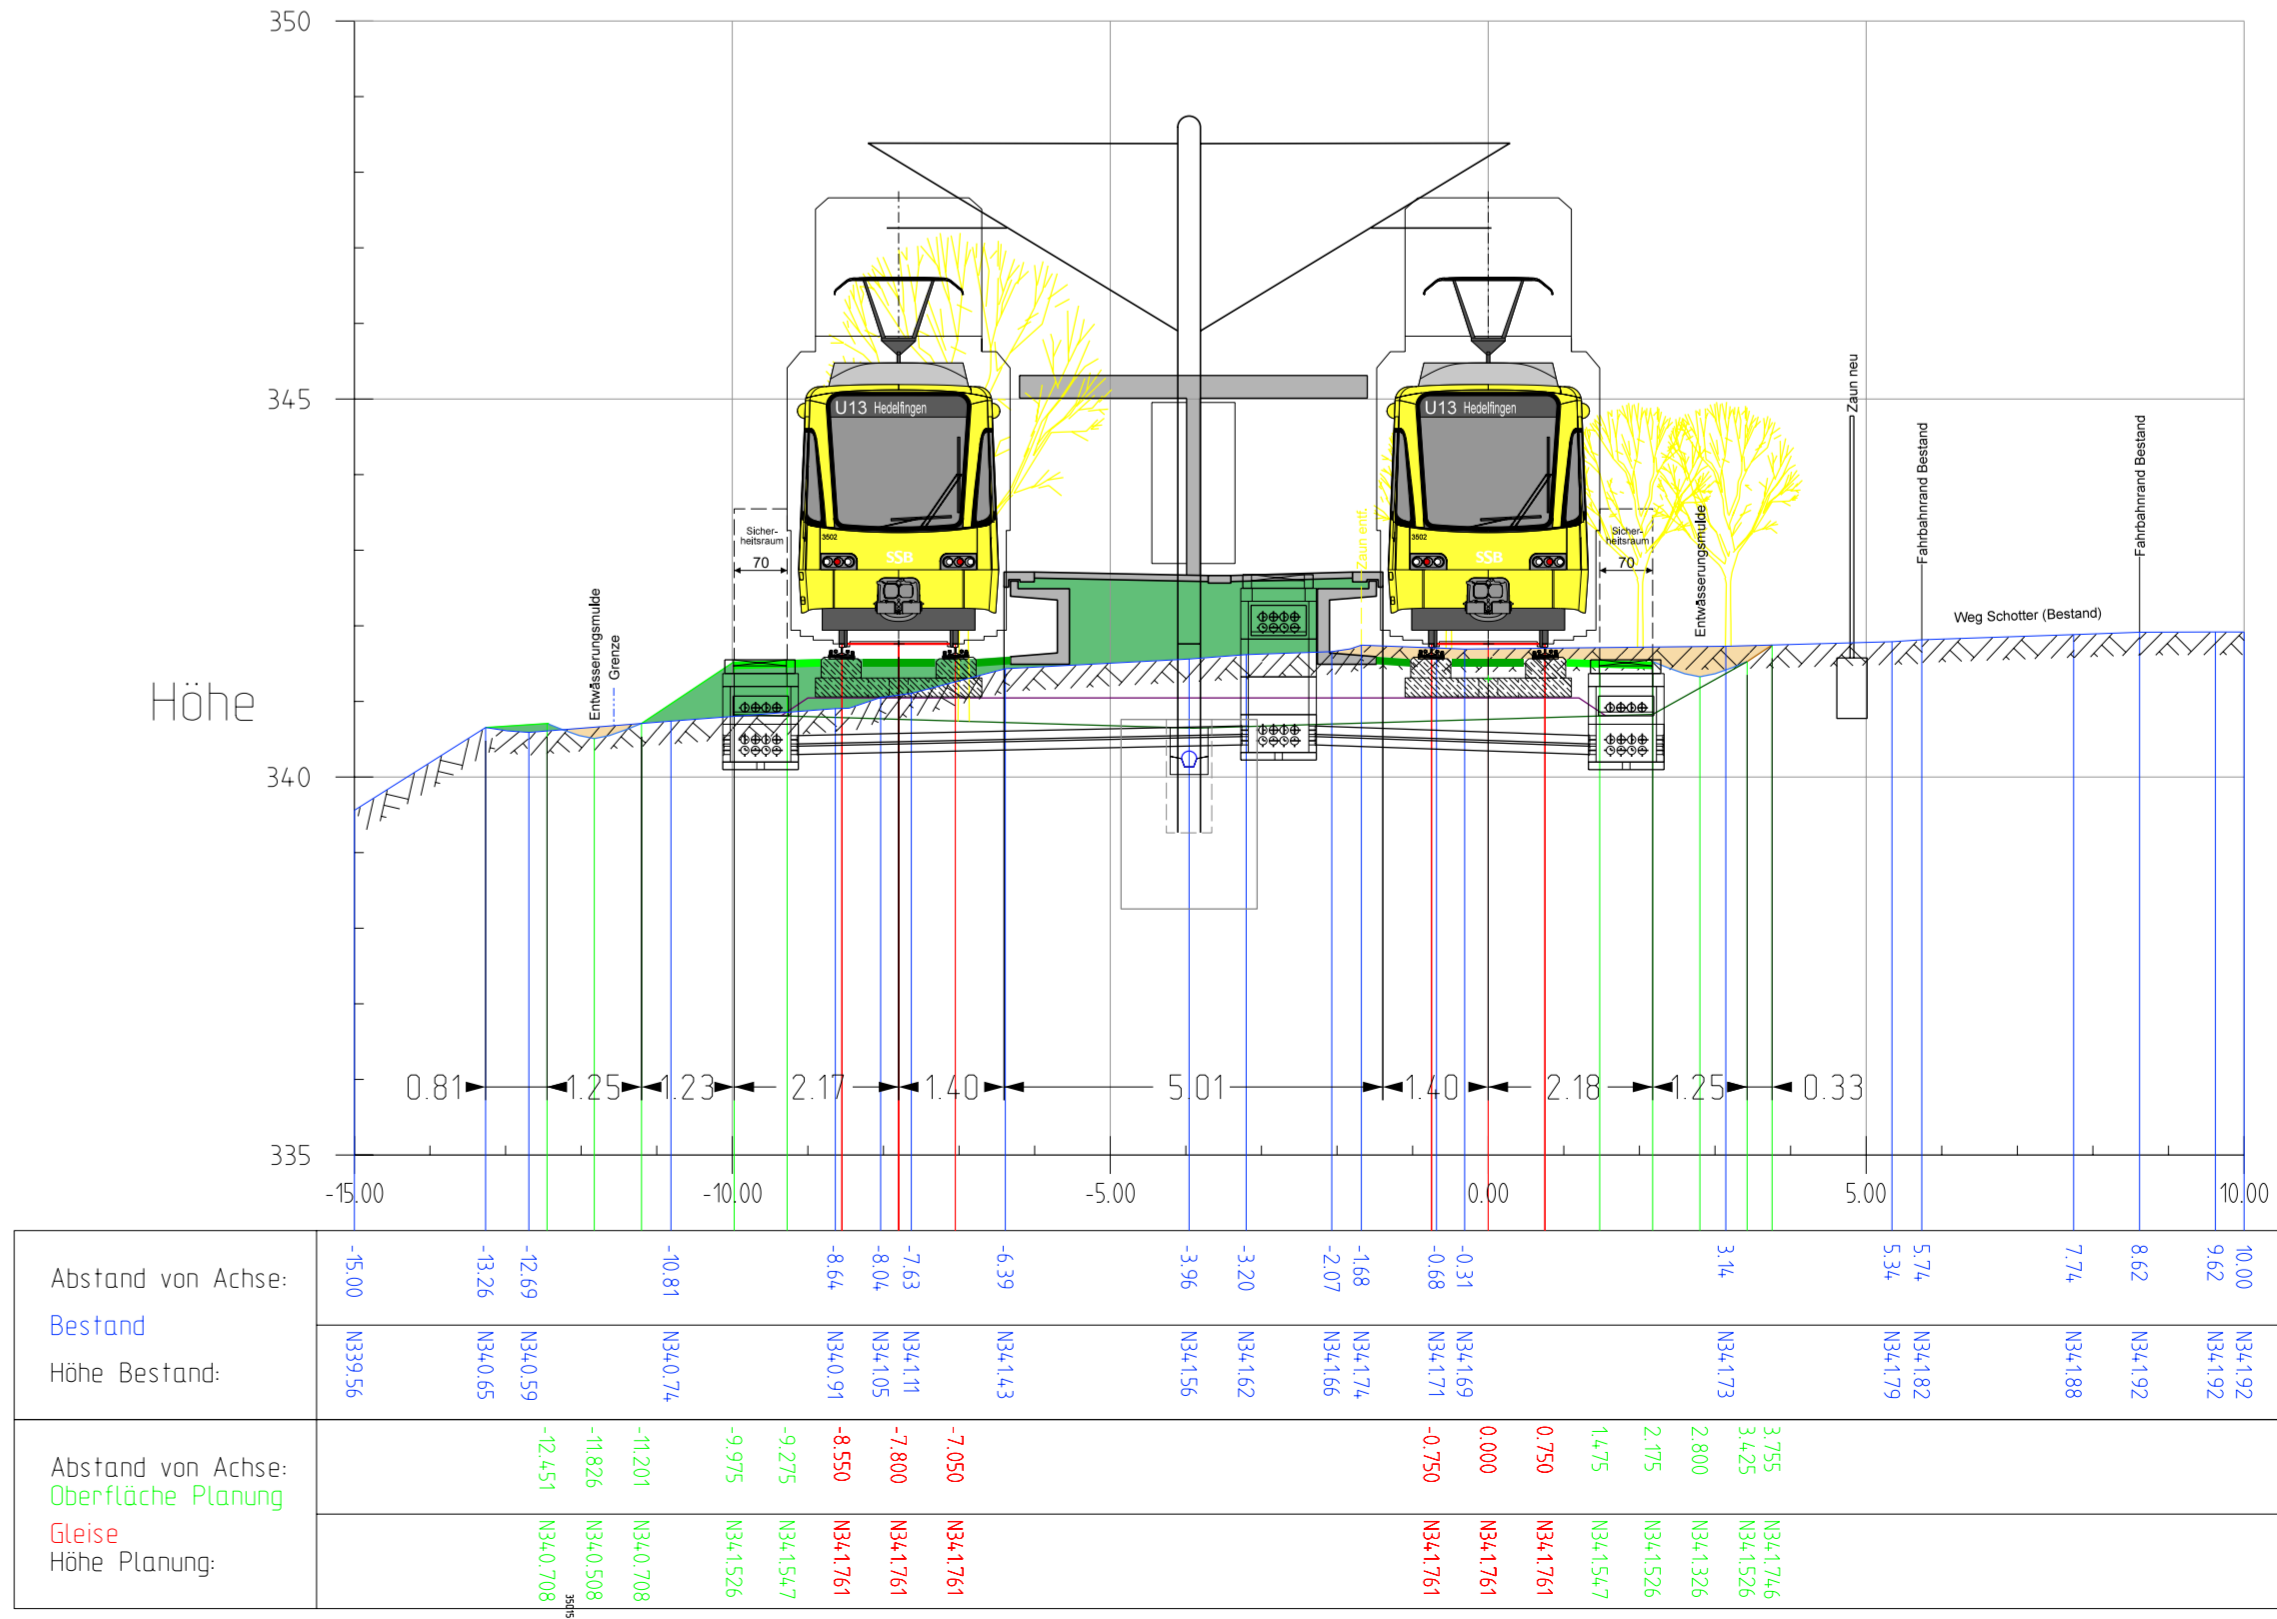 350
345
Höhe
340
335
U13 Hedelfingen
U13 Hedelfingen
3502
SSB
3502
SSB
Sicher-
heitsraum
70
Sicher-
heitsraum
70
Entwässerungsmulde
Grenze
Zaun entf.
Entwässerungsmulde
Zaun neu
Fahrbahnrand Bestand
Fahrbahnrand Bestand
Weg Schotter (Bestand)
0.81 1.25 1.23 2.17 1.40 5.01 1.40 2.18 1.25 0.33
-15.00 -10.00 -5.00 0.00 5.00 10.00
Abstand von Achse:
Bestand
-15.00 -13.26 -12.69 -10.81 -8.64 -8.04 -7.63 -6.39 -3.96 -3.20 -2.07 -1.68 -0.68 -0.31 3.14 5.34 5.74 7.74 8.62 9.62 10.00
Höhe Bestand:
N339.56 N340.65 N340.59 N340.74 N340.91 N341.05 N341.11 N341.43 N341.56 N341.62 N341.66 N341.74 N341.71 N341.69 N341.73 N341.79 N341.82 N341.88 N341.92 N341.92 N341.92
Abstand von Achse:
Oberfläche Planung
-12.451 -11.826 -11.201 -9.975 -9.275 -8.550 -7.800 -7.050 -0.750 0.000 0.750 1.475 2.175 2.800 3.425 3.755
Gleise
Höhe Planung:
N340.708 N340.508 N340.708 N341.526 N341.547 N341.761 N341.761 N341.761 N341.761 N341.761 N341.761 N341.547 N341.526 N341.326 N341.526 N341.746
35015